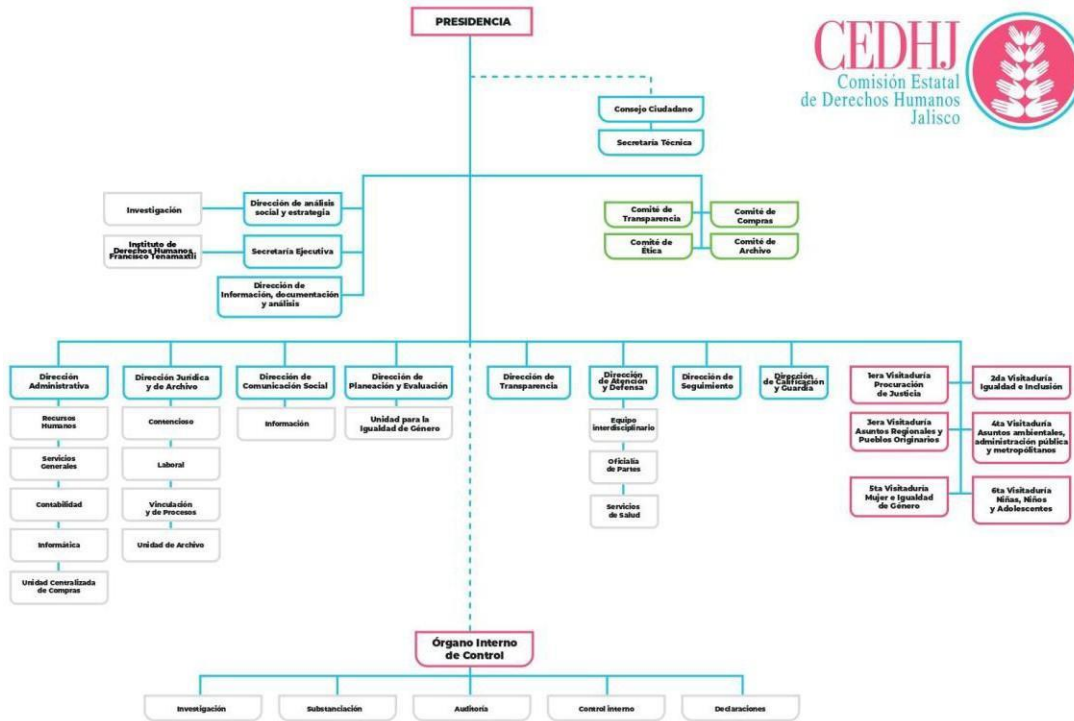 PRESIDENCIA
CEDHJ
Comisión Estatal
de Derechos Humanos
Jalisco
Consejo Ciudadano
Secretaría Técnica
Investigación
Dirección de análisis
social y estrategia
Instituto de
Derechos Humanos
Francisco Tenamaxtli
Secretaría Ejecutiva
Dirección de
Información, documentación
y análisis
Comité de
Transparencia
Comité de
Compras
Comité de
Ética
Comité de
Archivo
Dirección
Administrativa
Recursos
Humanos
Servicios
Generales
Contabilidad
Informática
Unidad Centralizada
de Compras
Dirección Jurídica
y de Archivo
Contencioso
Laboral
Vinculación
y de Procesos
Unidad de Archivo
Dirección de
Comunicación Social
Información
Dirección de
Planeación y Evaluación
Unidad para la
Igualdad de Género
Dirección de
Transparencia
Dirección
de Atención
y Defensa
Equipo
interdisciplinario
Oficialía
de Partes
Servicios
de Salud
Dirección de
Seguimiento
Dirección
de Calificación
y Guardia
1era Visitaduría
Procuración
de Justicia
2da Visitaduría
Igualdad e Inclusión
3era Visitaduría
Asuntos Regionales y
Pueblos Originarios
4ta Visitaduría
Asuntos ambientales,
administración pública
y metrópolitanos
5ta Visitaduría
Mujer e Igualdad
de Género
6ta Visitaduría
Niñas, Niños
y Adolescentes
Órgano Interno
de Control
Investigación
Substanciación
Auditoría
Control interno
Declaraciones